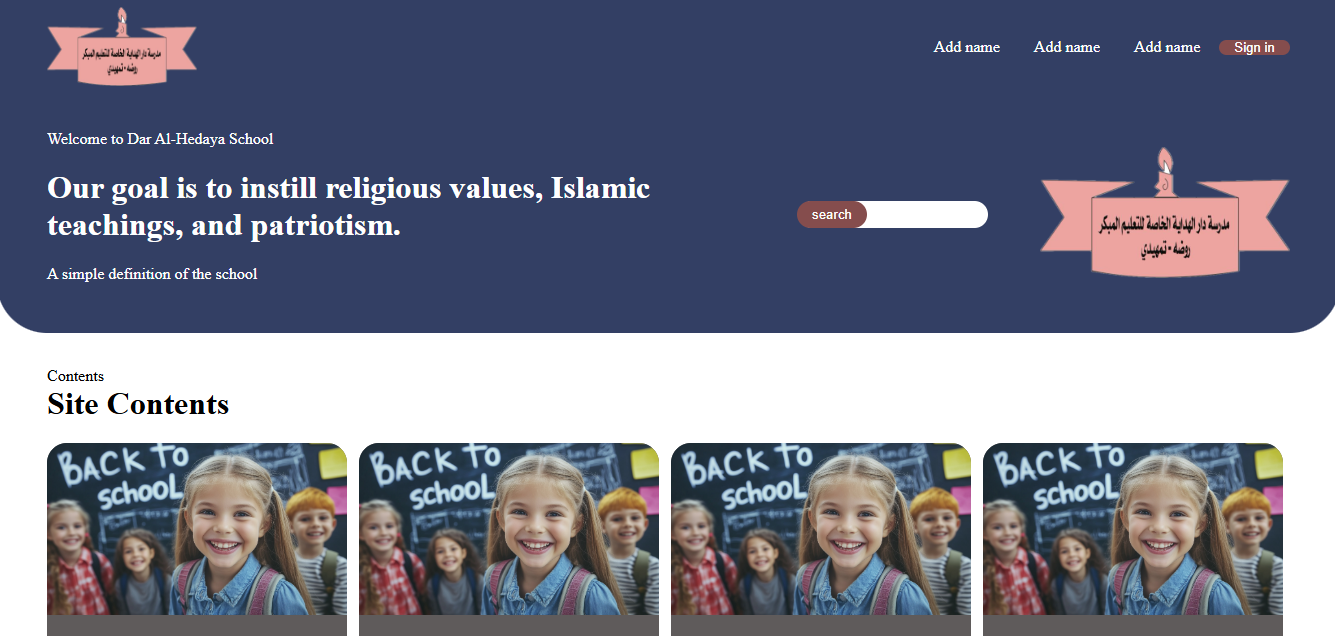 مدرسة دار الهداية الخاصة للتعليم المبكر
روضه - تمهيدي
Add name
Add name
Add name
Sign in
Welcome to Dar Al-Hedaya School
Our goal is to instill religious values, Islamic
teachings, and patriotism.
A simple definition of the school
search
مدرسة دار الهداية الخاصة للتعليم المبكر
روضه - تمهيدي
Contents
Site Contents
BACK TO
SCHOOL
BACK TO
SCHOOL
BACK TO
SCHOOL
BACK TO
SCHOOL